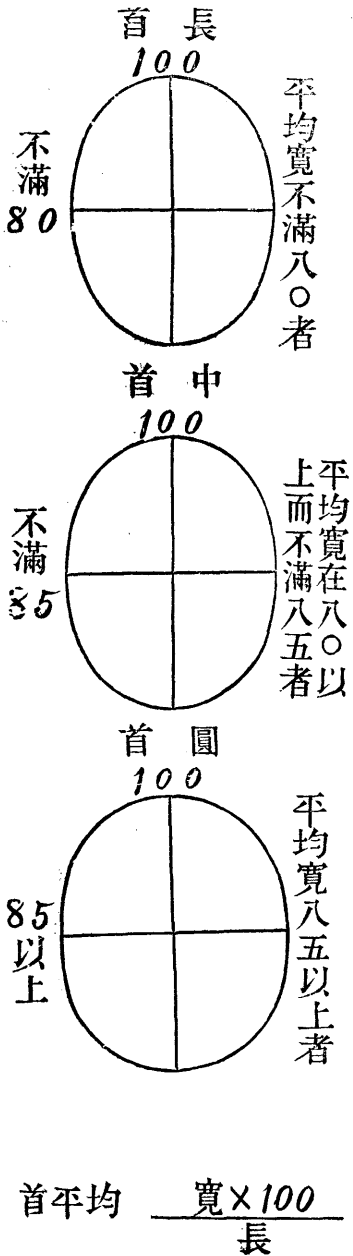 首長
100
平均寬不滿八〇者
不滿
80
首中
100
平均寬在八〇以
上而不滿八五者
不滿
85
首圓
100
平均寬八五以上者
85
以上
首平均 寬×100
長